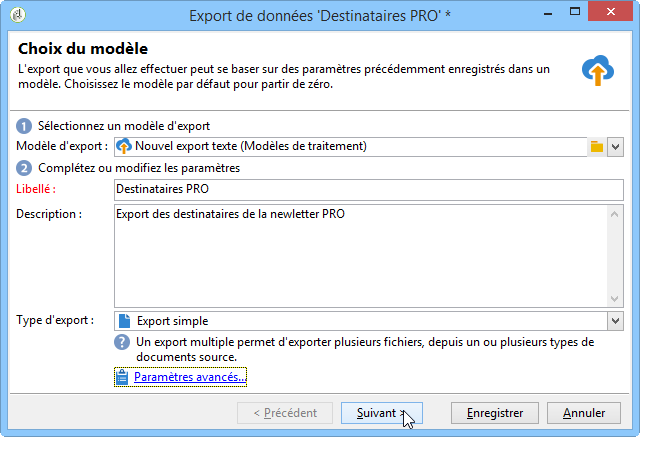 Export de données 'Destinataires PRO' *
Choix du modèle
L'export que vous allez effectuer peut se baser sur des paramètres précédemment enregistrés dans un
modèle. Choisissez le modèle par défaut pour partir de zéro.
1 Sélectionnez un modèle d'export
Modèle d'export : Nouvel export texte (Modèles de traitement)
2 Complétez ou modifiez les paramètres
Libellé : Destinataires PRO
Description : Export des destinataires de la newletter PRO
Type d'export : Export simple
? Un export multiple permet d'exporter plusieurs fichiers, depuis un ou plusieurs types de
documents source.
Paramètres avancés...
< Précédent Suivant > Enregistrer Annuler